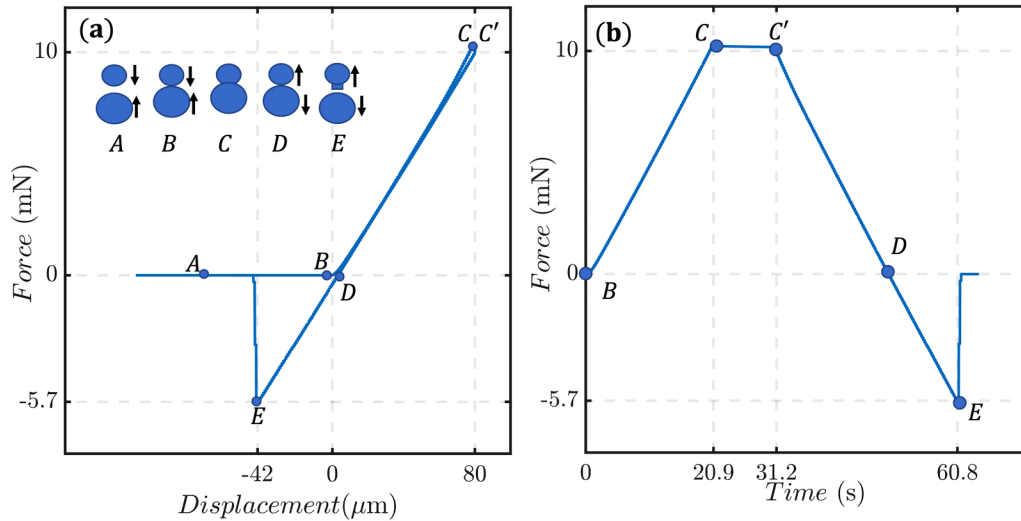 (a)
C C′
10
A B C D E
A
B
0
D
-5.7
E
-42 0 80
Displacement(μm)
Force (mN)
(b)
C
C′
10
D
0
B
-5.7
E
0 20.9 31.2 60.8
Time (s)
Force (mN)